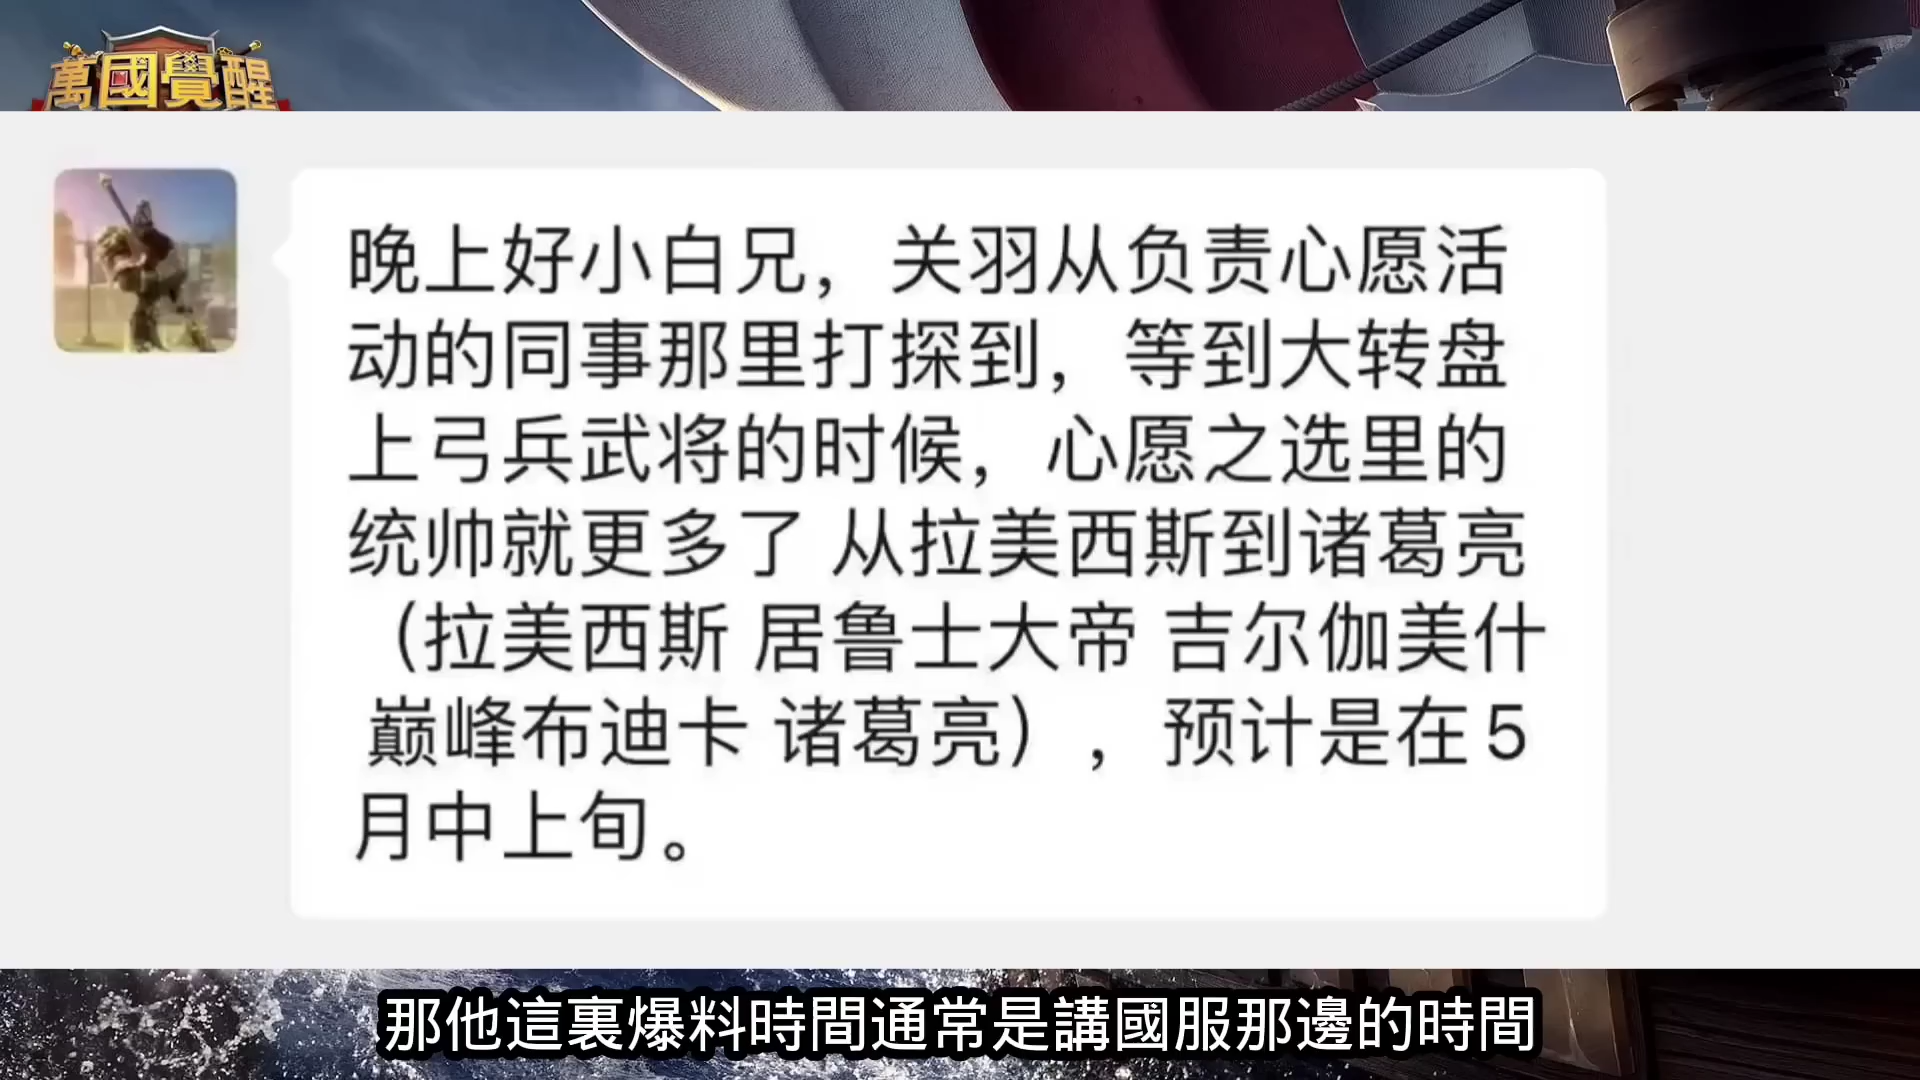 萬國覺醒
晚上好小白兄，关羽从负责心愿活
动的同事那里打探到，等到大转盘
上弓兵武将的时候，心愿之选里的
统帅就更多了 从拉美西斯到诸葛亮
（拉美西斯 居鲁士大帝 吉尔伽美什
巅峰布迪卡 诸葛亮），预计是在5
月中上旬。
那他這裏爆料時間通常是講國服那邊的時間